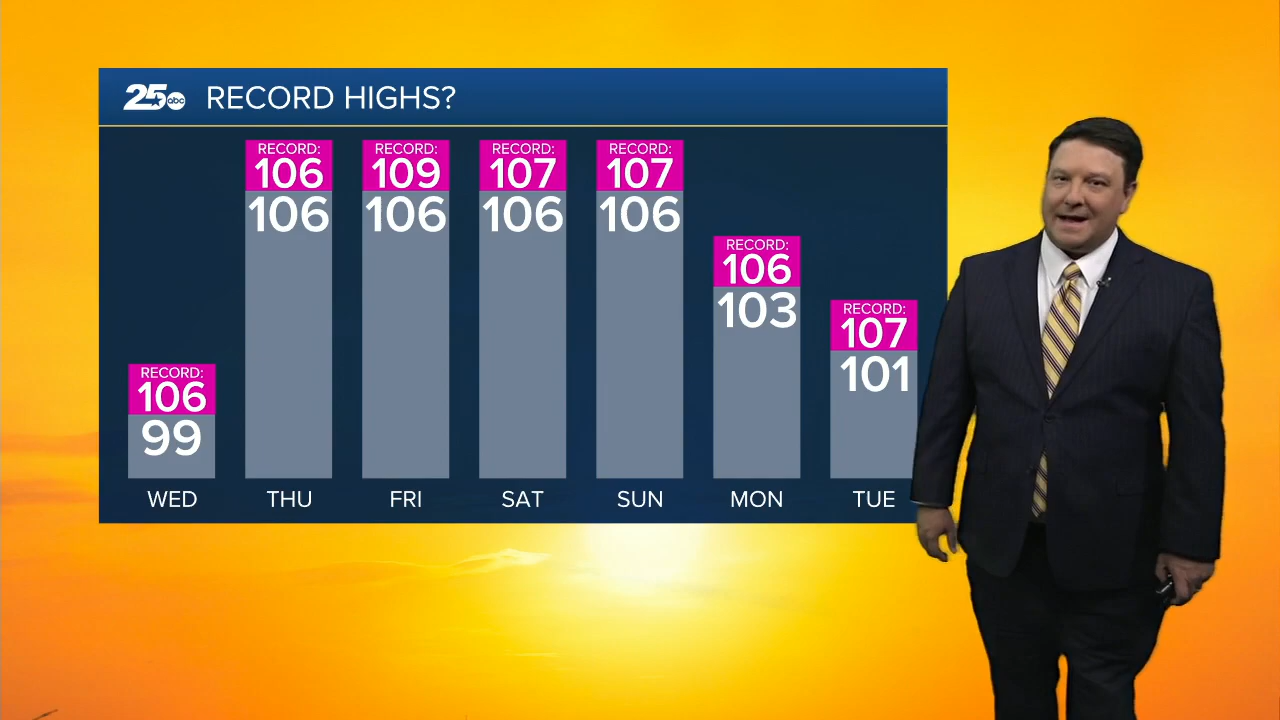 25 abc RECORD HIGHS?
RECORD: RECORD: RECORD: RECORD:
106 109 107 107
106 106 106 106
RECORD:
106
103
RECORD:
107
101
RECORD:
106
99
WED THU FRI SAT SUN MON TUE